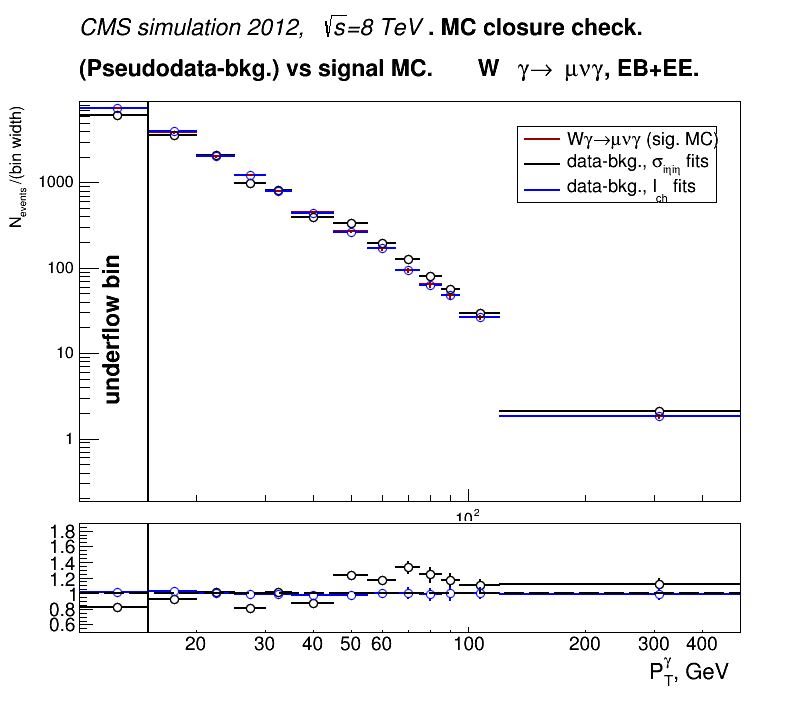 CMS simulation 2012, √s=8 TeV . MC closure check.
(Pseudodata-bkg.) vs signal MC. W γ→ μνγ, EB+EE.
N_events /(bin width)
Wγ→μνγ (sig. MC)
data-bkg., σ_iηiη fits
data-bkg., I_ch fits
1000
100
10
1
underflow bin
10²
1.8
1.6
1.4
1.2
1
0.8
0.6
20 30 40 50 60 100 200 300 400
P_T^γ, GeV